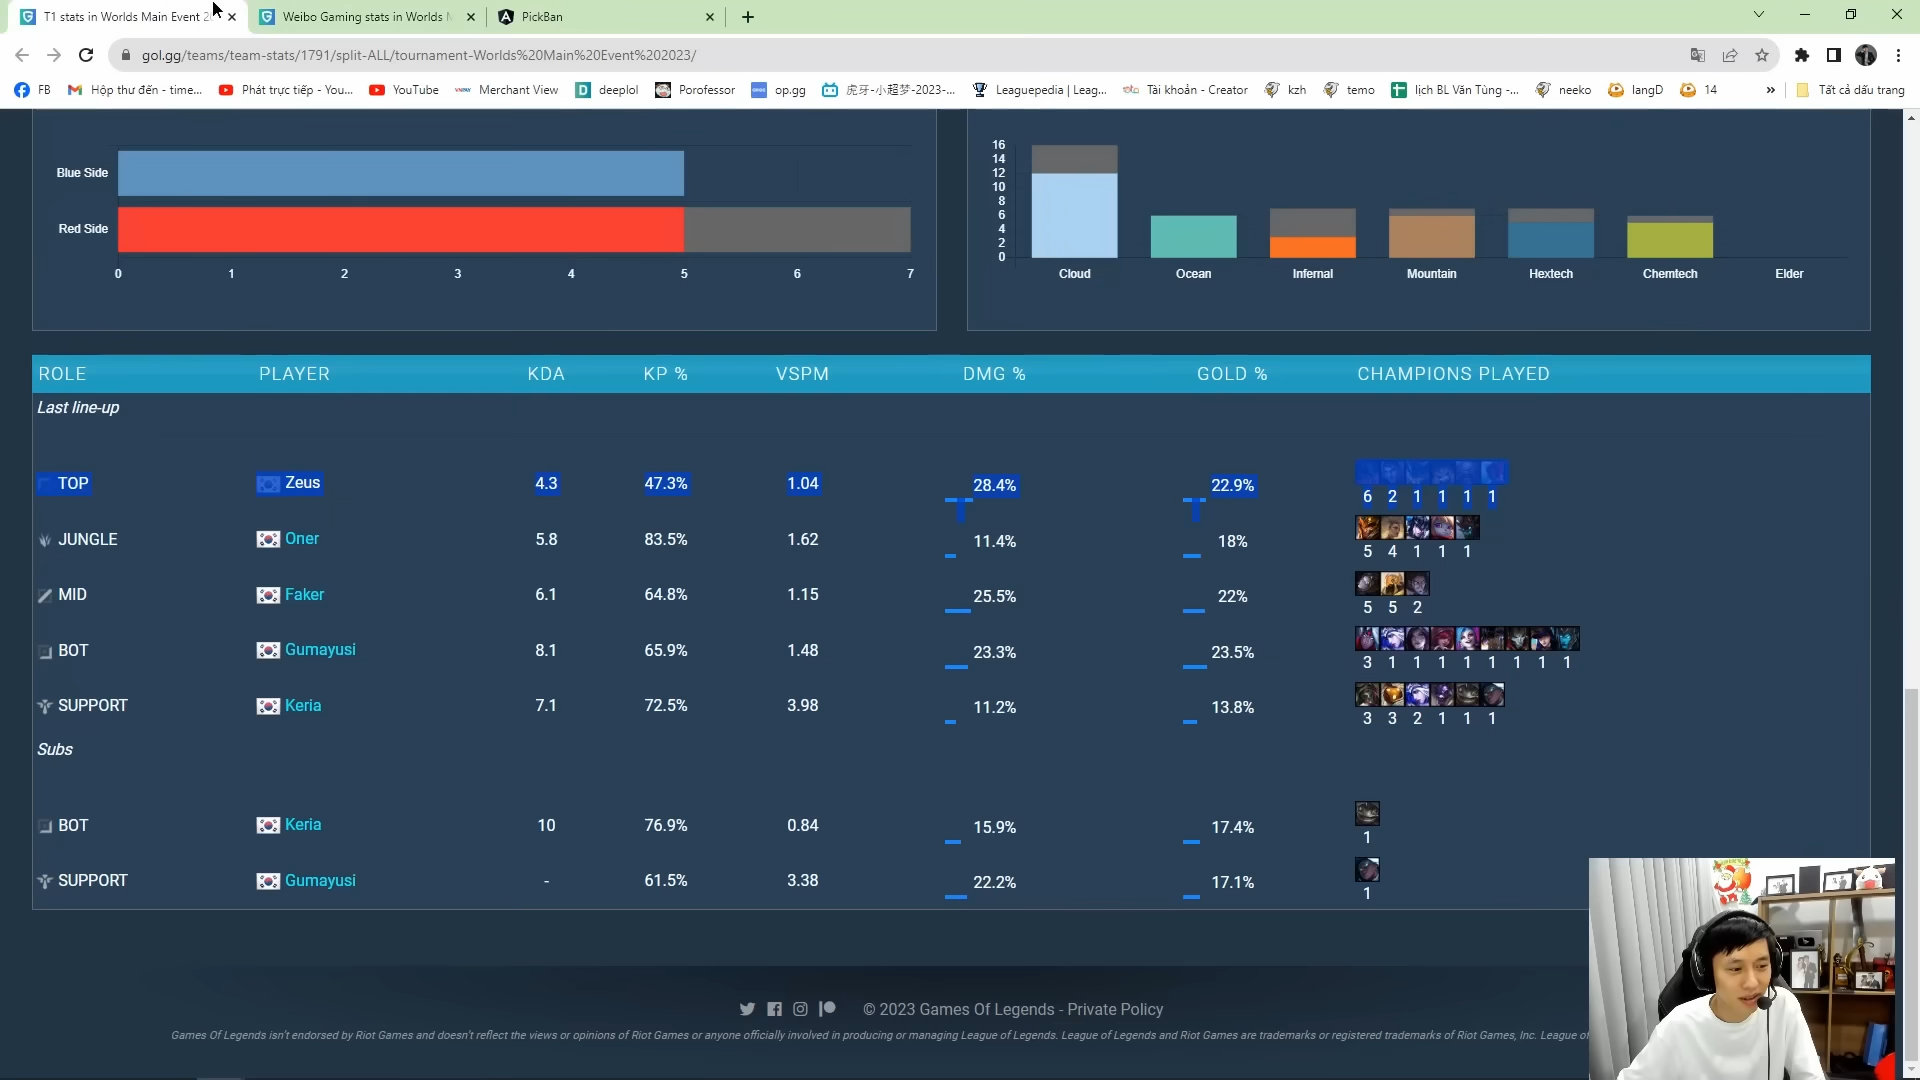 T1 stats in Worlds Main Event 2
Weibo Gaming stats in Worlds M
PickBan
gol.gg/teams/team-stats/1791/split-ALL/tournament-Worlds%20Main%20Event%202023/
FB
Hộp thư đến - time...
Phát trực tiếp - You...
YouTube
Merchant View
deeplol
Porofessor
op.gg
虎牙-小超梦-2023-...
Leaguepedia | Leag...
Tài khoản - Creator
kzh
temo
lịch BL Văn Tùng -...
neeko
langD
14
»
Tất cả dấu trang
Blue Side
Red Side
0 1 2 3 4 5 6 7
16
14
12
10
8
6
4
2
0
Cloud Ocean Infernal Mountain Hextech Chemtech Elder
ROLE PLAYER KDA KP % VSPM DMG % GOLD % CHAMPIONS PLAYED
Last line-up
TOP Zeus 4.3 47.3% 1.04 28.4% 22.9%
6 2 1 1 1 1
JUNGLE Oner 5.8 83.5% 1.62 11.4% 18%
5 4 1 1 1
MID Faker 6.1 64.8% 1.15 25.5% 22%
5 5 2
BOT Gumayusi 8.1 65.9% 1.48 23.3% 23.5%
3 1 1 1 1 1 1 1 1
SUPPORT Keria 7.1 72.5% 3.98 11.2% 13.8%
3 3 2 1 1 1
Subs
BOT Keria 10 76.9% 0.84 15.9% 17.4%
1
SUPPORT Gumayusi - 61.5% 3.38 22.2% 17.1%
1
© 2023 Games Of Legends - Private Policy
Games Of Legends isn't endorsed by Riot Games and doesn't reflect the views or opinions of Riot Games or anyone officially involved in producing or managing League of Legends. League of Legends and Riot Games are trademarks or registered trademarks of Riot Games, Inc. League of